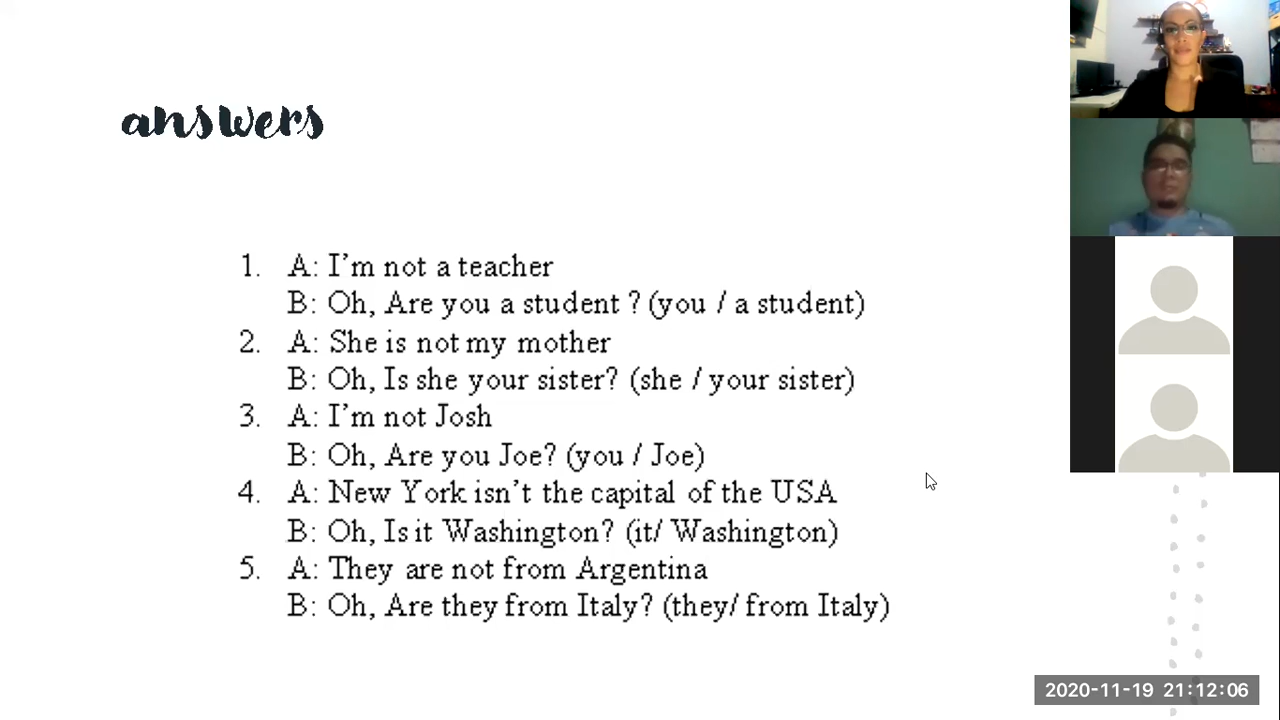 answers
1. A: I'm not a teacher
B: Oh, Are you a student ? (you / a student)
2. A: She is not my mother
B: Oh, Is she your sister? (she / your sister)
3. A: I'm not Josh
B: Oh, Are you Joe? (you / Joe)
4. A: New York isn't the capital of the USA
B: Oh, Is it Washington? (it/ Washington)
5. A: They are not from Argentina
B: Oh, Are they from Italy? (they/ from Italy)
2020-11-19 21:12:06